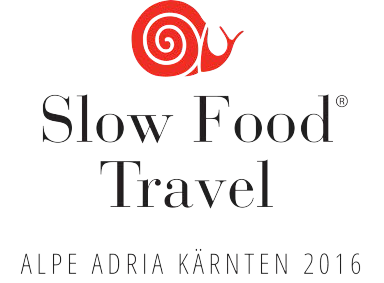 Slow Food®
Travel
ALPE ADRIA KÄRNTEN 2016